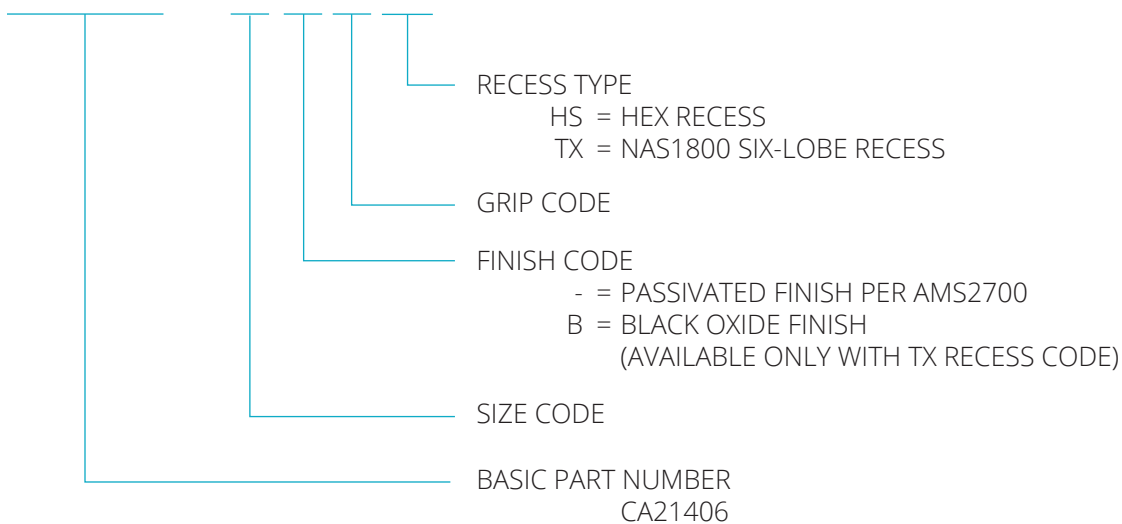 RECESS TYPE
HS = HEX RECESS
TX = NAS1800 SIX-LOBE RECESS
GRIP CODE
FINISH CODE
- = PASSIVATED FINISH PER AMS2700
B = BLACK OXIDE FINISH
(AVAILABLE ONLY WITH TX RECESS CODE)
SIZE CODE
BASIC PART NUMBER
CA21406